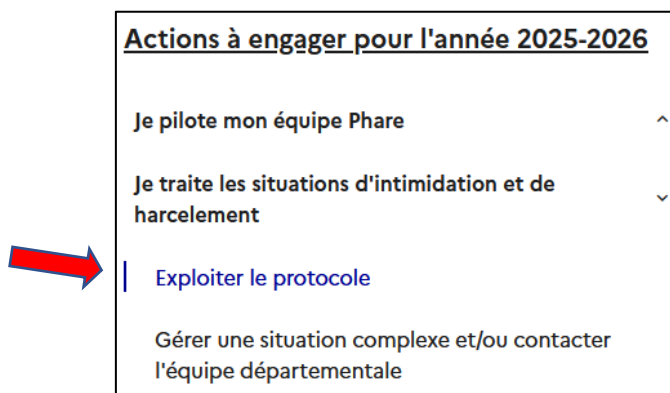 Actions à engager pour l'année 2025-2026
Je pilote mon équipe Phare
Je traite les situations d'intimidation et de
harcelement
Exploiter le protocole
Gérer une situation complexe et/ou contacter
l'équipe départementale